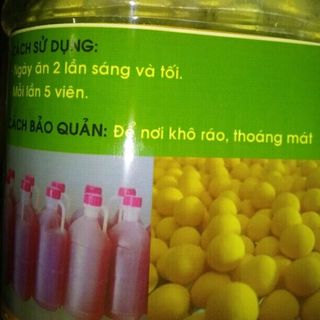 CÁCH SỬ DỤNG:
Ngày ăn 2 lần sáng và tối.
Mỗi lần 5 viên.
CÁCH BẢO QUẢN: Để nơi khô ráo, thoáng mát